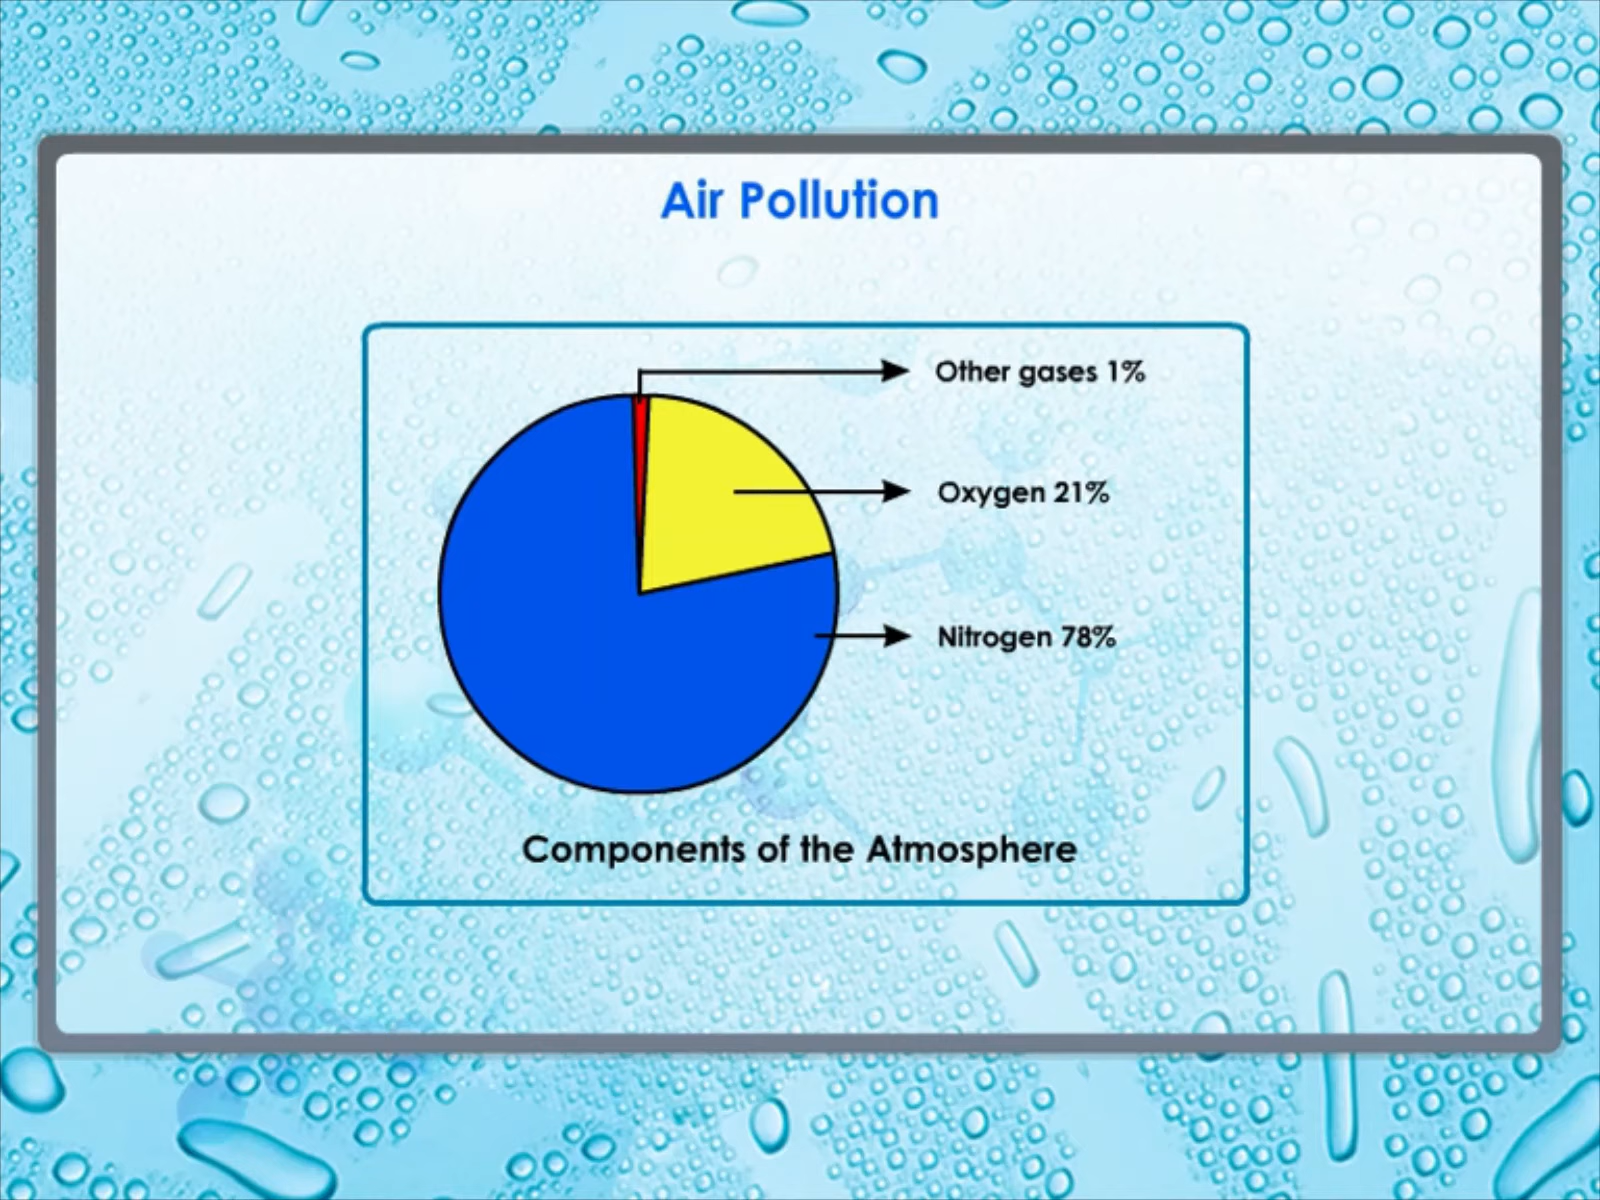 Air Pollution
Other gases 1%
Oxygen 21%
Nitrogen 78%
Components of the Atmosphere